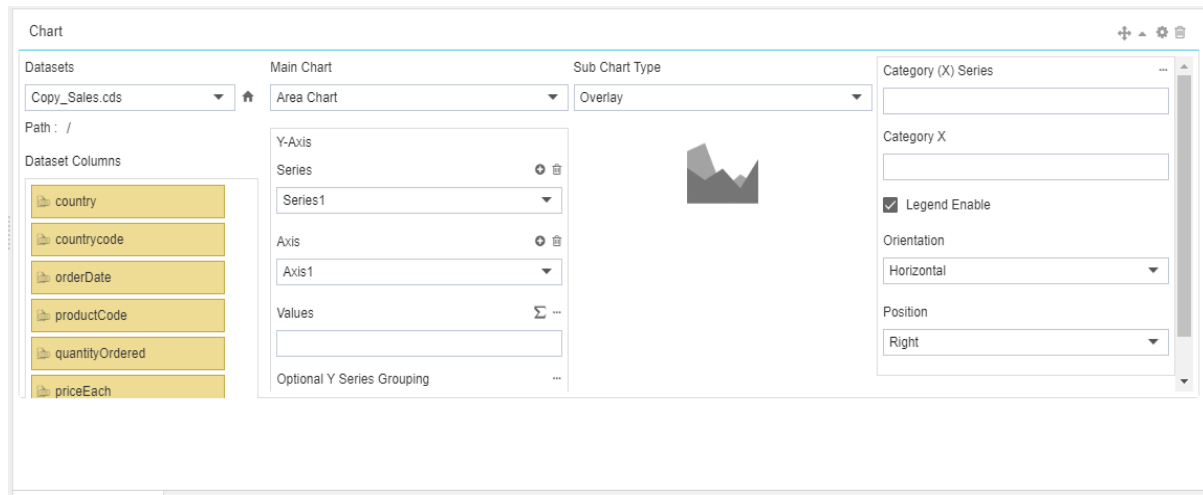 Chart
Datasets
Copy_Sales.cds
Path : /
Dataset Columns
country
countrycode
orderDate
productCode
quantityOrdered
priceEach
Main Chart
Area Chart
Y-Axis
Series
Series1
Axis
Axis1
Values
Σ ...
Optional Y Series Grouping
...
Sub Chart Type
Overlay
Category (X) Series
...
Category X
Legend Enable
Orientation
Horizontal
Position
Right